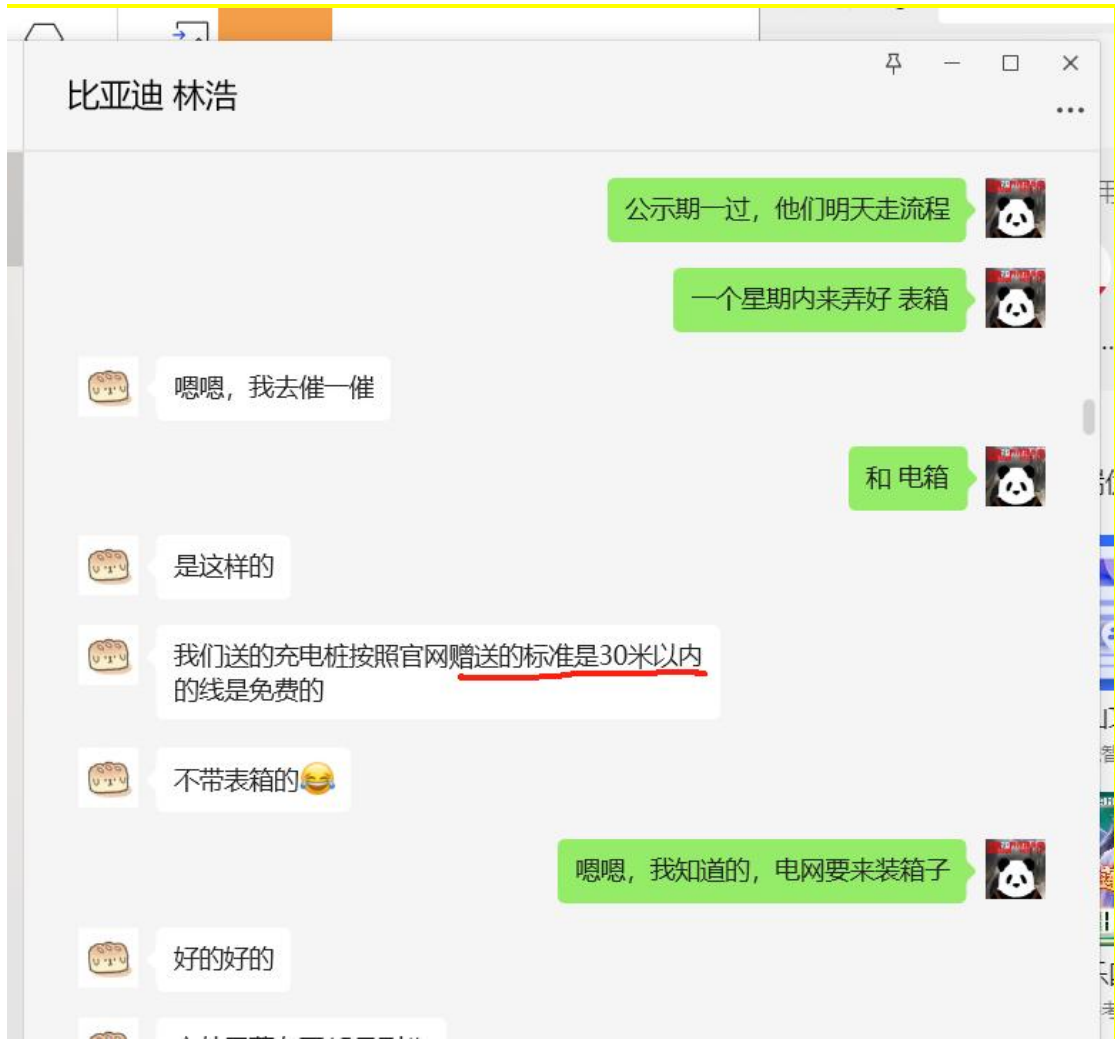 比亚迪 林浩
公示期一过，他们明天走流程
一个星期内来弄好 表箱
嗯嗯，我去催一催
和 电箱
是这样的
我们送的充电桩按照官网赠送的标准是30米以内
的线是免费的
不带表箱的😂
嗯嗯，我知道的，电网要来装箱子
好的好的